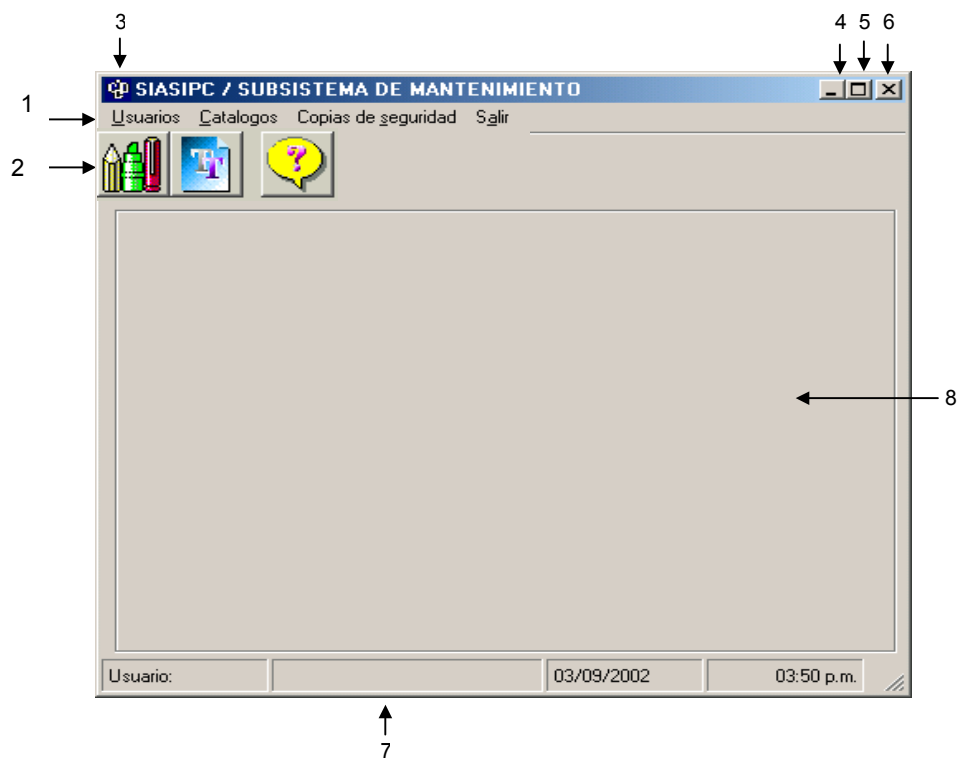 3 4 5 6
SIASIPC / SUBSISTEMA DE MANTENIMIENTO
1
Usuarios Catalogos Copias de seguridad Salir
2
Tr ?
8
Usuario: 03/09/2002 03:50 p.m.
7